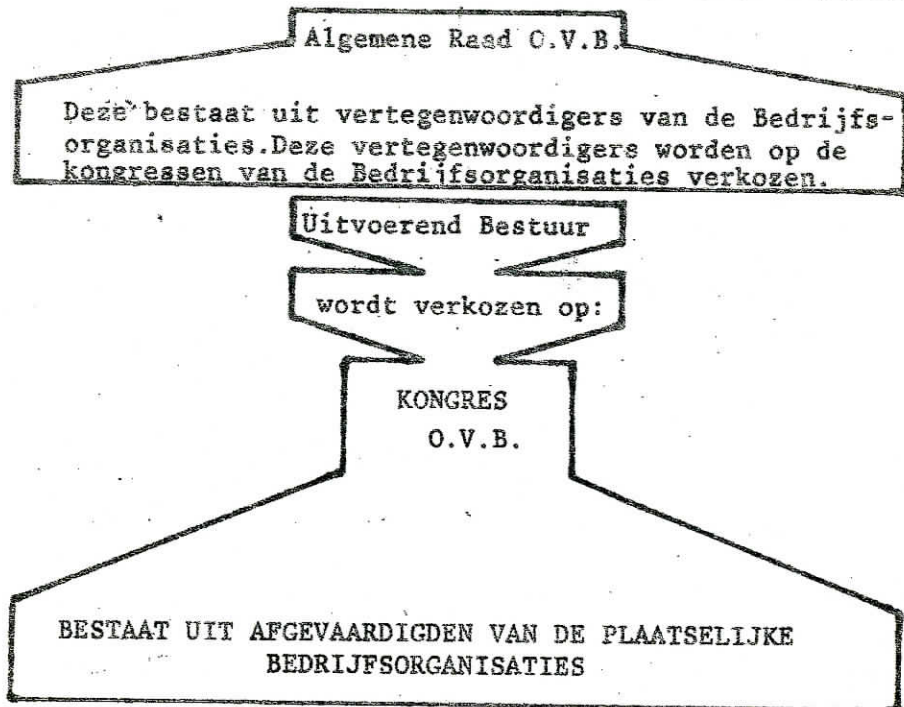 Algemene Raad O.V.B.
Deze bestaat uit vertegenwoordigers van de Bedrijfs-
organisaties.Deze vertegenwoordigers worden op de
kongressen van de Bedrijfsorganisaties verkozen.
Uitvoerend Bestuur
wordt verkozen op:
KONGRES
O.V.B.
BESTAAT UIT AFGEVAARDIGDEN VAN DE PLAATSELIJKE
BEDRIJFSORGANISATIES